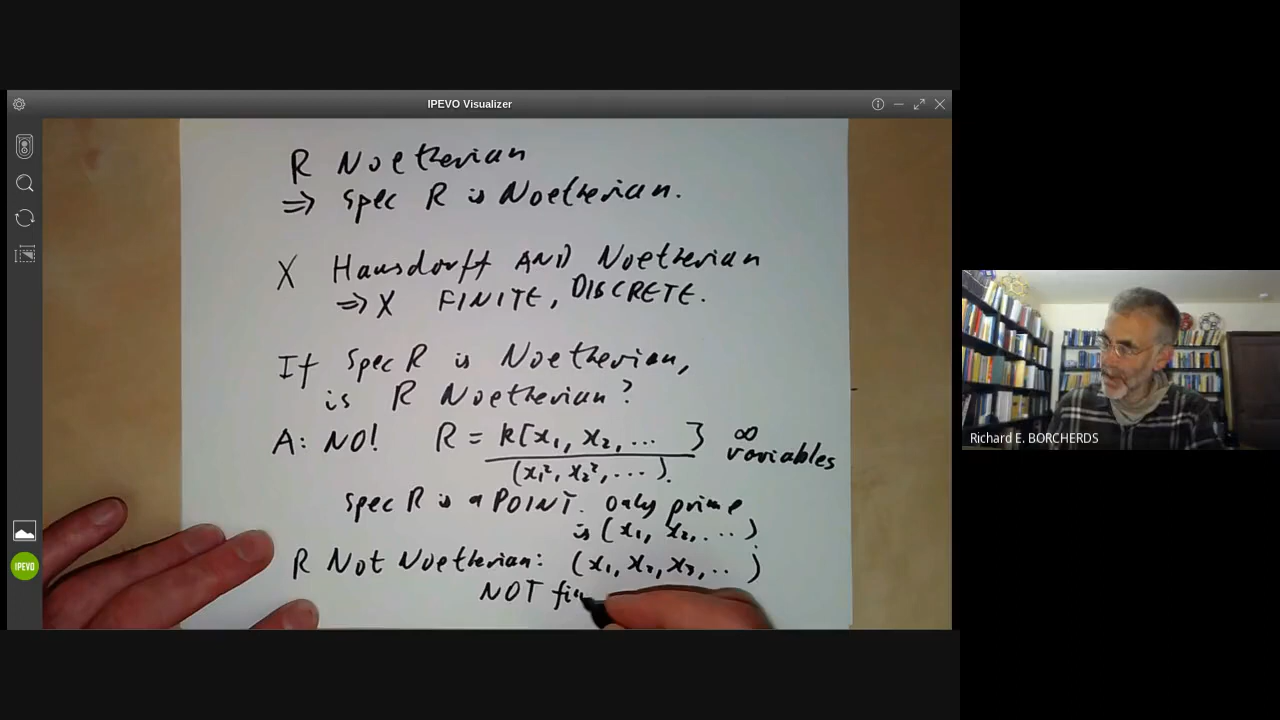 IPEVO Visualizer
R Noetherian
⇒ Spec R is Noetherian.
X Hausdorff AND Noetherian
⇒ X FINITE, DISCRETE.
If Spec R is Noetherian,
is R Noetherian?
A: NO! R = k[x₁, x₂, ... ] ∞
variables
(x₁², x₂², ... ).
Spec R is a POINT. Only prime
is (x₁, x₂, ... )
R Not Noetherian: (x₁, x₂, x₃, .. )
NOT fin
Richard E. BORCHERDS
IPEVO